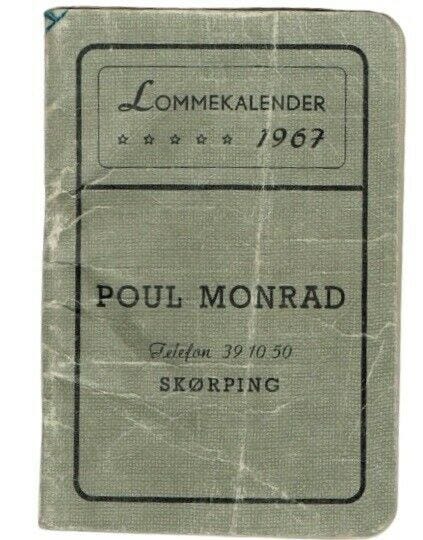 LOMMEKALENDER
☆ ☆ ☆ ☆ ☆ 1967
POUL MONRAD
Telefon 39 10 50
SKØRPING